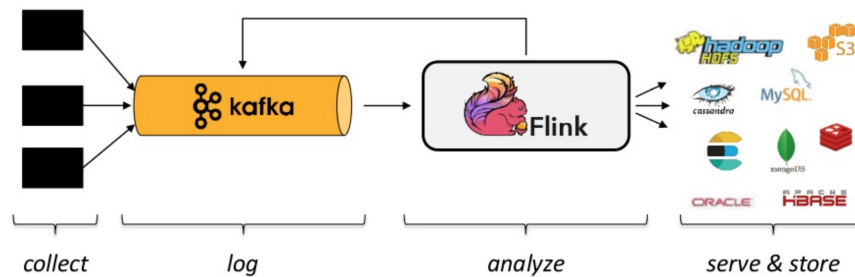 kafka
Flink
hadoop
HDFS
S3
cassandra
MySQL
mongoDB
ORACLE
APACHE
HBASE
collect
log
analyze
serve & store